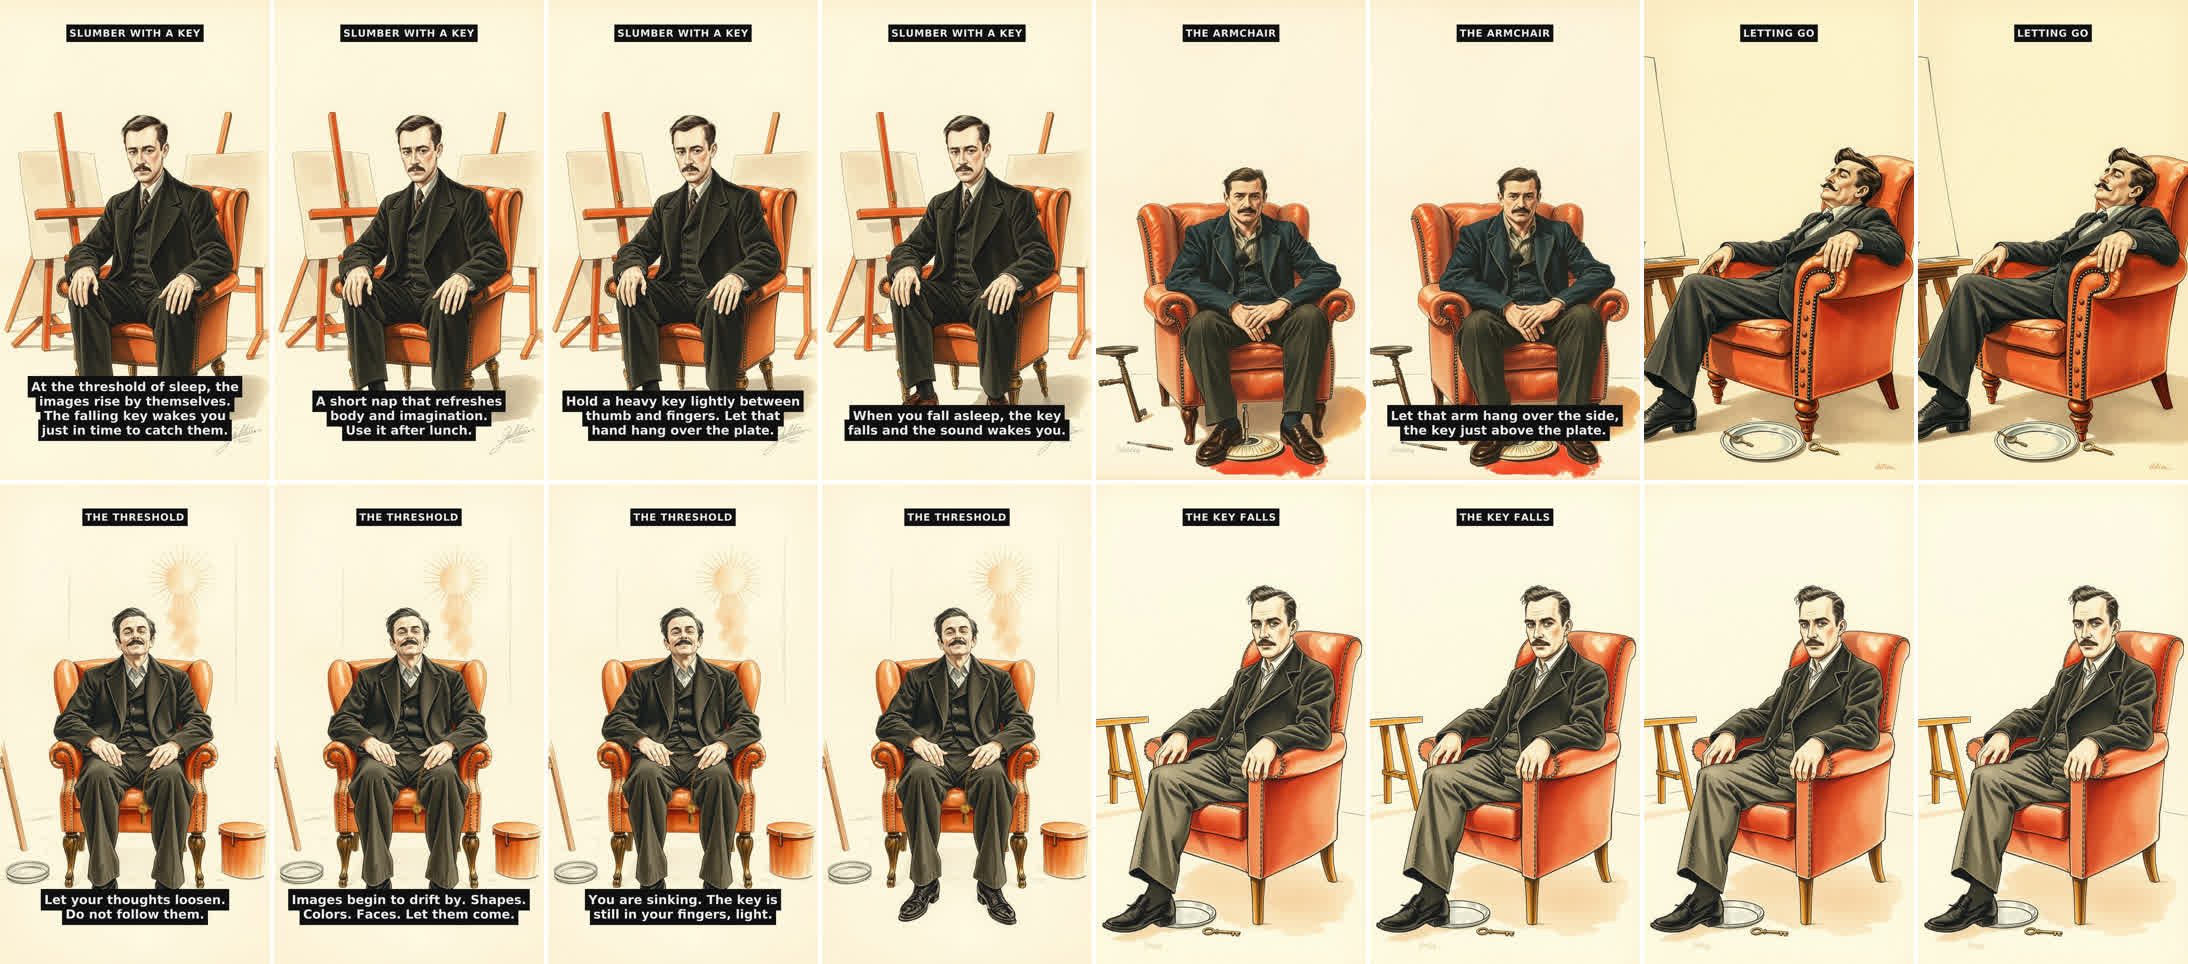 SLUMBER WITH A KEY
At the threshold of sleep, the
images rise by themselves.
The falling key wakes you
just in time to catch them.
SLUMBER WITH A KEY
A short nap that refreshes
body and imagination.
Use it after lunch.
SLUMBER WITH A KEY
Hold a heavy key lightly between
thumb and fingers. Let that
hand hang over the plate.
SLUMBER WITH A KEY
When you fall asleep, the key
falls and the sound wakes you.
THE ARMCHAIR
THE ARMCHAIR
Let that arm hang over the side,
the key just above the plate.
LETTING GO
LETTING GO
THE THRESHOLD
Let your thoughts loosen.
Do not follow them.
THE THRESHOLD
Images begin to drift by. Shapes.
Colors. Faces. Let them come.
THE THRESHOLD
You are sinking. The key is
still in your fingers, light.
THE THRESHOLD
THE KEY FALLS
THE KEY FALLS